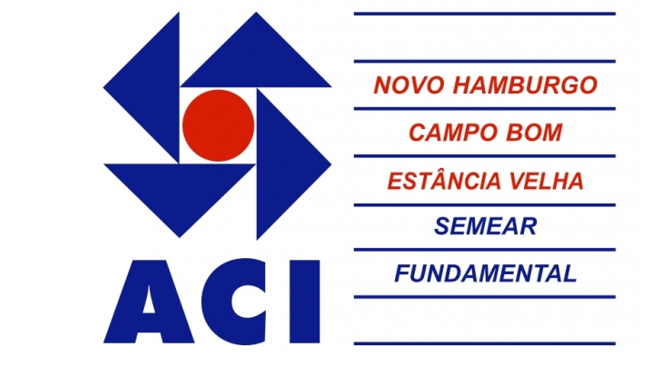 ACI
NOVO HAMBURGO
CAMPO BOM
ESTÂNCIA VELHA
SEMEAR
FUNDAMENTAL